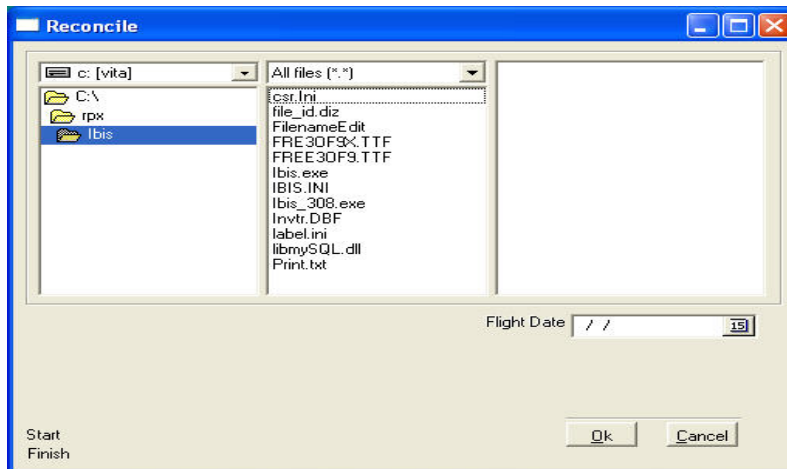 Reconcile
c: [vita]
All files (*.*)
C:\
rpx
Ibis
csr.Ini
file_id.diz
FilenameEdit
FRE3OF9X.TTF
FREE3OF9.TTF
Ibis.exe
IBIS.INI
Ibis_308.exe
Invtr.DBF
label.ini
libmySQL.dll
Print.txt
Flight Date / / 15
Start
Finish
Ok Cancel